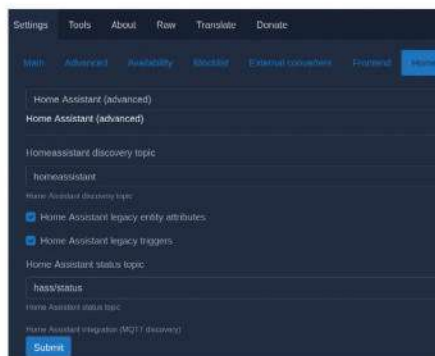 Settings Tools About Raw Translate Donate
Main Advanced Availability Blocklist External converters Frontend Home
Home Assistant (advanced)
Home Assistant (advanced)
Homeassistant discovery topic
homeassistant
Home Assistant discovery topic
Home Assistant legacy entity attributes
Home Assistant legacy triggers
Home Assistant status topic
hass/status
Home Assistant status topic
Home Assistant integration (MQTT discovery)
Submit